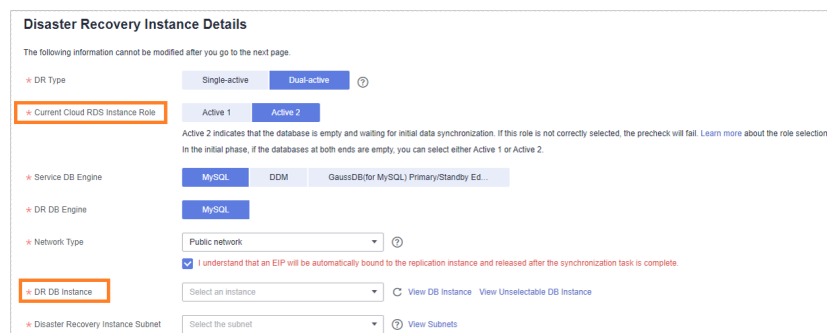 Disaster Recovery Instance Details
The following information cannot be modified after you go to the next page.
* DR Type Single-active Dual-active ?
* Current Cloud RDS Instance Role Active 1 Active 2
Active 2 indicates that the database is empty and waiting for initial data synchronization. If this role is not correctly selected, the precheck will fail. Learn more about the role selection
In the initial phase, if the databases at both ends are empty, you can select either Active 1 or Active 2.
* Service DB Engine MySQL DDM GaussDB(for MySQL) Primary/Standby Ed...
* DR DB Engine MySQL
* Network Type Public network ?
I understand that an EIP will be automatically bound to the replication instance and released after the synchronization task is complete.
* DR DB Instance Select an instance View DB Instance View Unselectable DB Instance
* Disaster Recovery Instance Subnet Select the subnet ? View Subnets